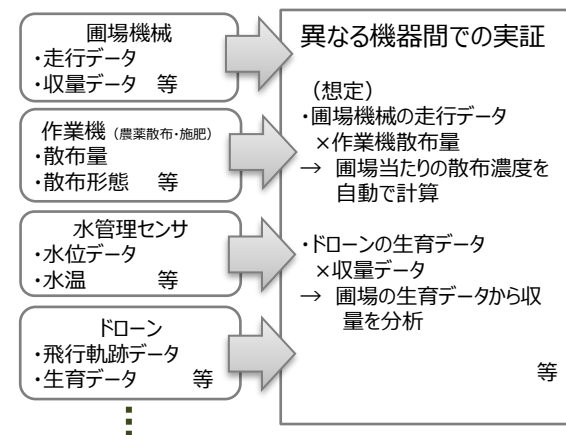 圃場機械
・走行データ
・収量データ　等
作業機（農薬散布・施肥）
・散布量
・散布形態　等
水管理センサ
・水位データ
・水温　等
ドローン
・飛行軌跡データ
・生育データ　等
異なる機器間での実証
（想定）
・圃場機械の走行データ
×作業機散布量
→　圃場当たりの散布濃度を
自動で計算
・ドローンの生育データ
×収量データ
→　圃場の生育データから収
量を分析
等